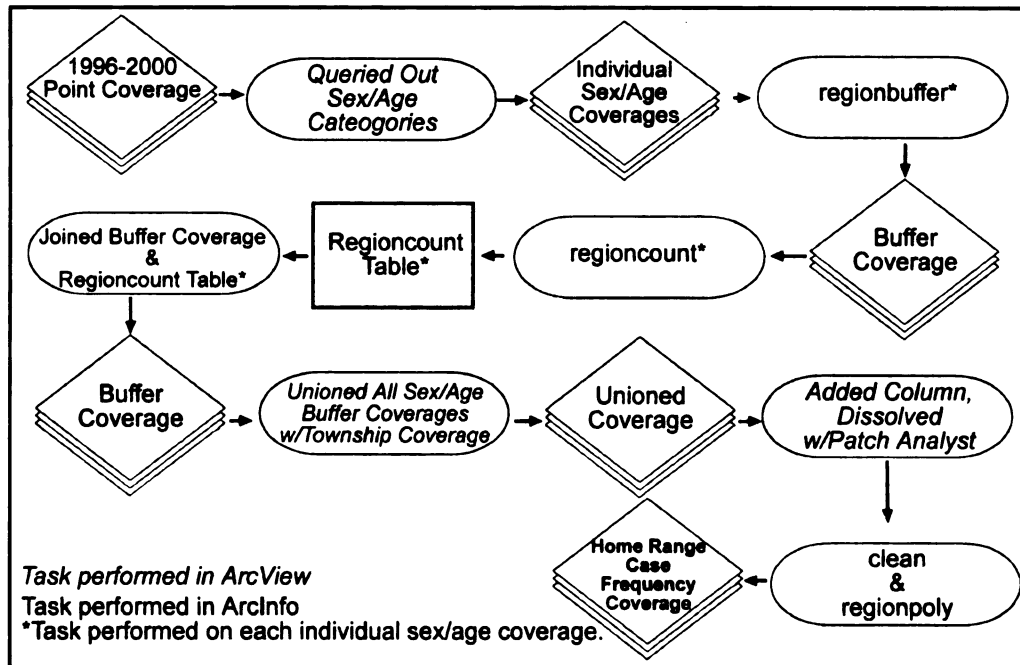 1996-2000
Point Coverage
Queried Out
Sex/Age
Cateogories
Individual
Sex/Age
Coverages
regionbuffer*
Buffer
Coverage
regioncount*
Regioncount
Table*
Joined Buffer Coverage
&
Regioncount Table*
Buffer
Coverage
Unioned All Sex/Age
Buffer Coverages
w/Township Coverage
Unioned
Coverage
Added Column,
Dissolved
w/Patch Analyst
clean
&
regionpoly
Home Range
Case
Frequency
Coverage
Task performed in ArcView
Task performed in ArcInfo
*Task performed on each individual sex/age coverage.